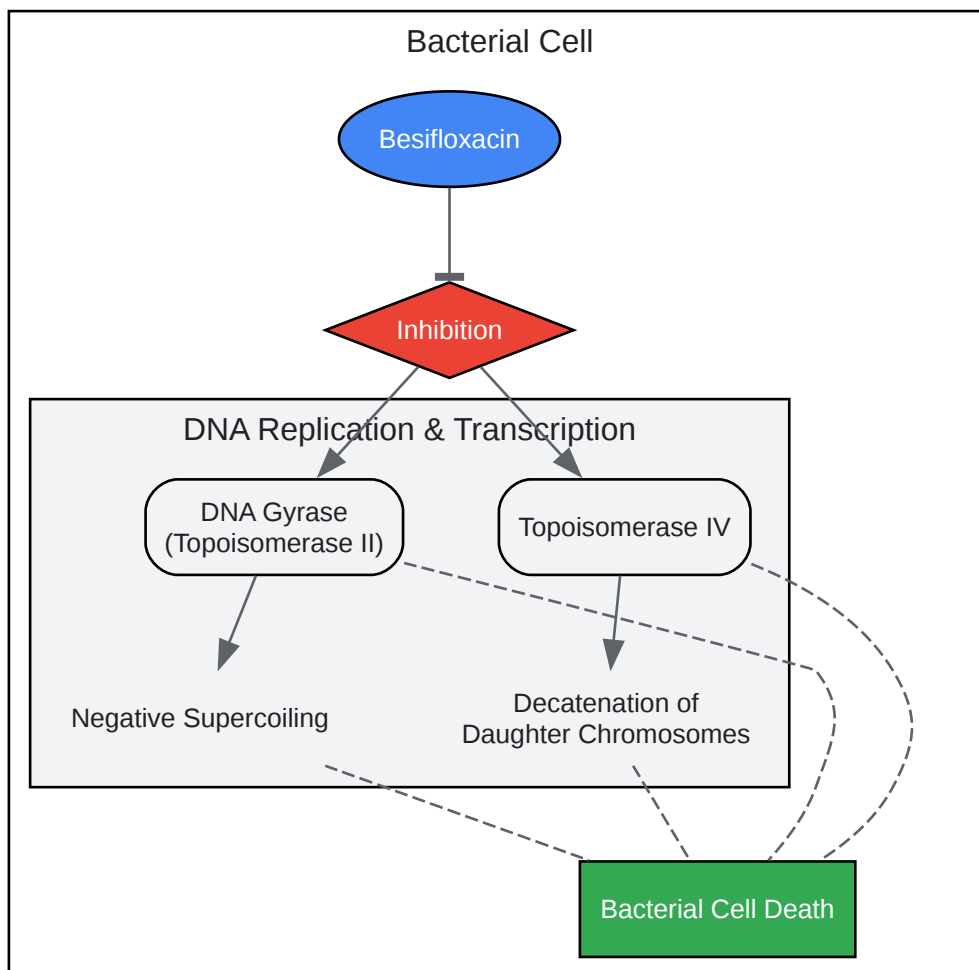 Bacterial Cell
Besifloxacin
Inhibition
DNA Replication & Transcription
DNA Gyrase
(Topoisomerase II)
Topoisomerase IV
Negative Supercoiling
Decatenation of
Daughter Chromosomes
Bacterial Cell Death